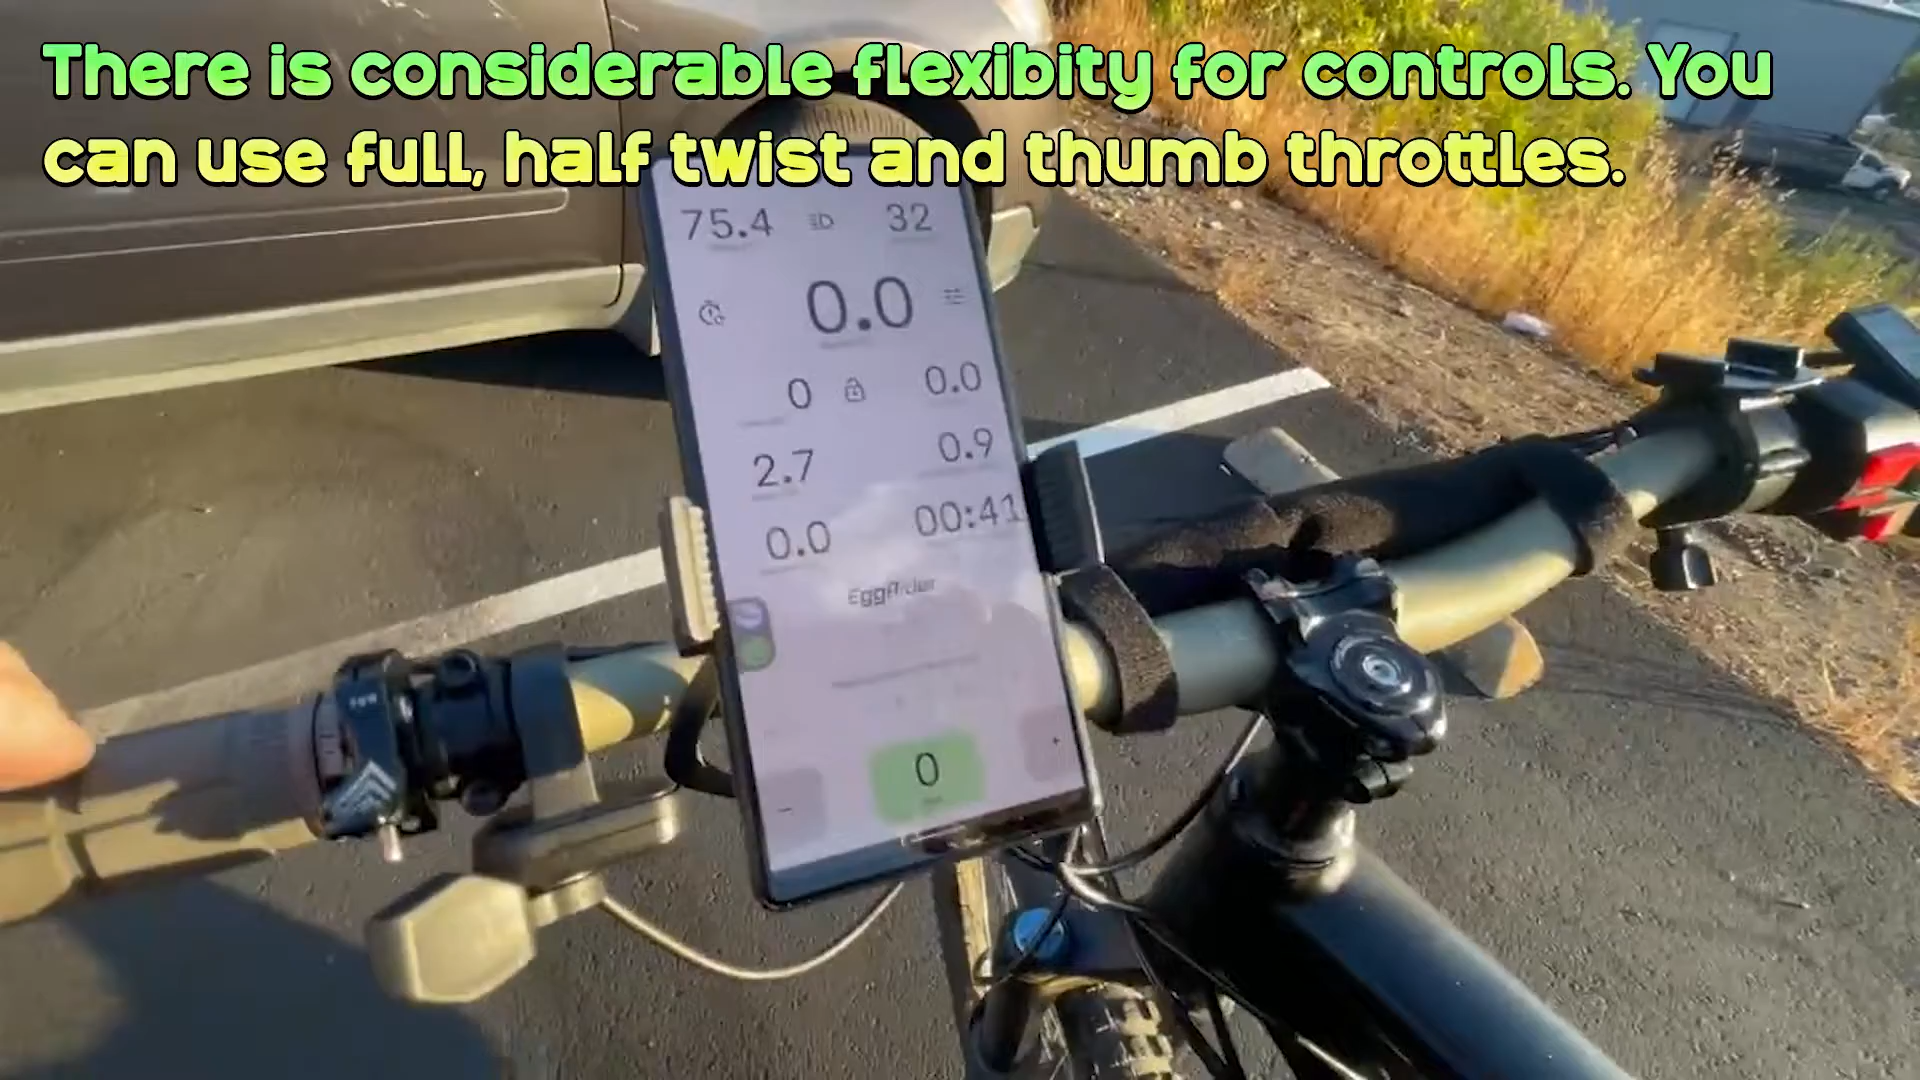 There is considerable flexibity for controls. You
can use full, half twist and thumb throttles.
75.4 32
0.0
0 0.0
2.7 0.9
0.0 00:41
EggRider
0
- +